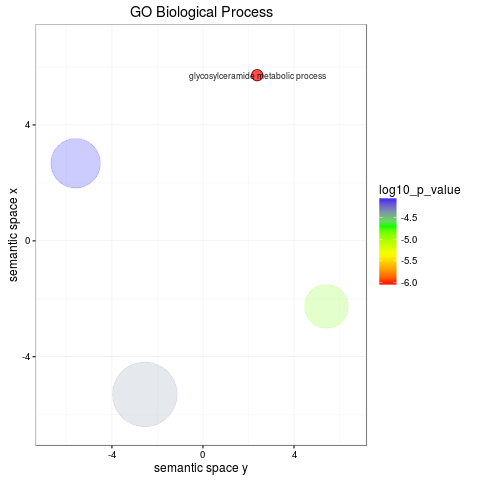 GO Biological Process
glycosylceramide metabolic process
4
0
-4
semantic space x
-4
0
4
semantic space y
log10_p_value
-4.5
-5.0
-5.5
-6.0